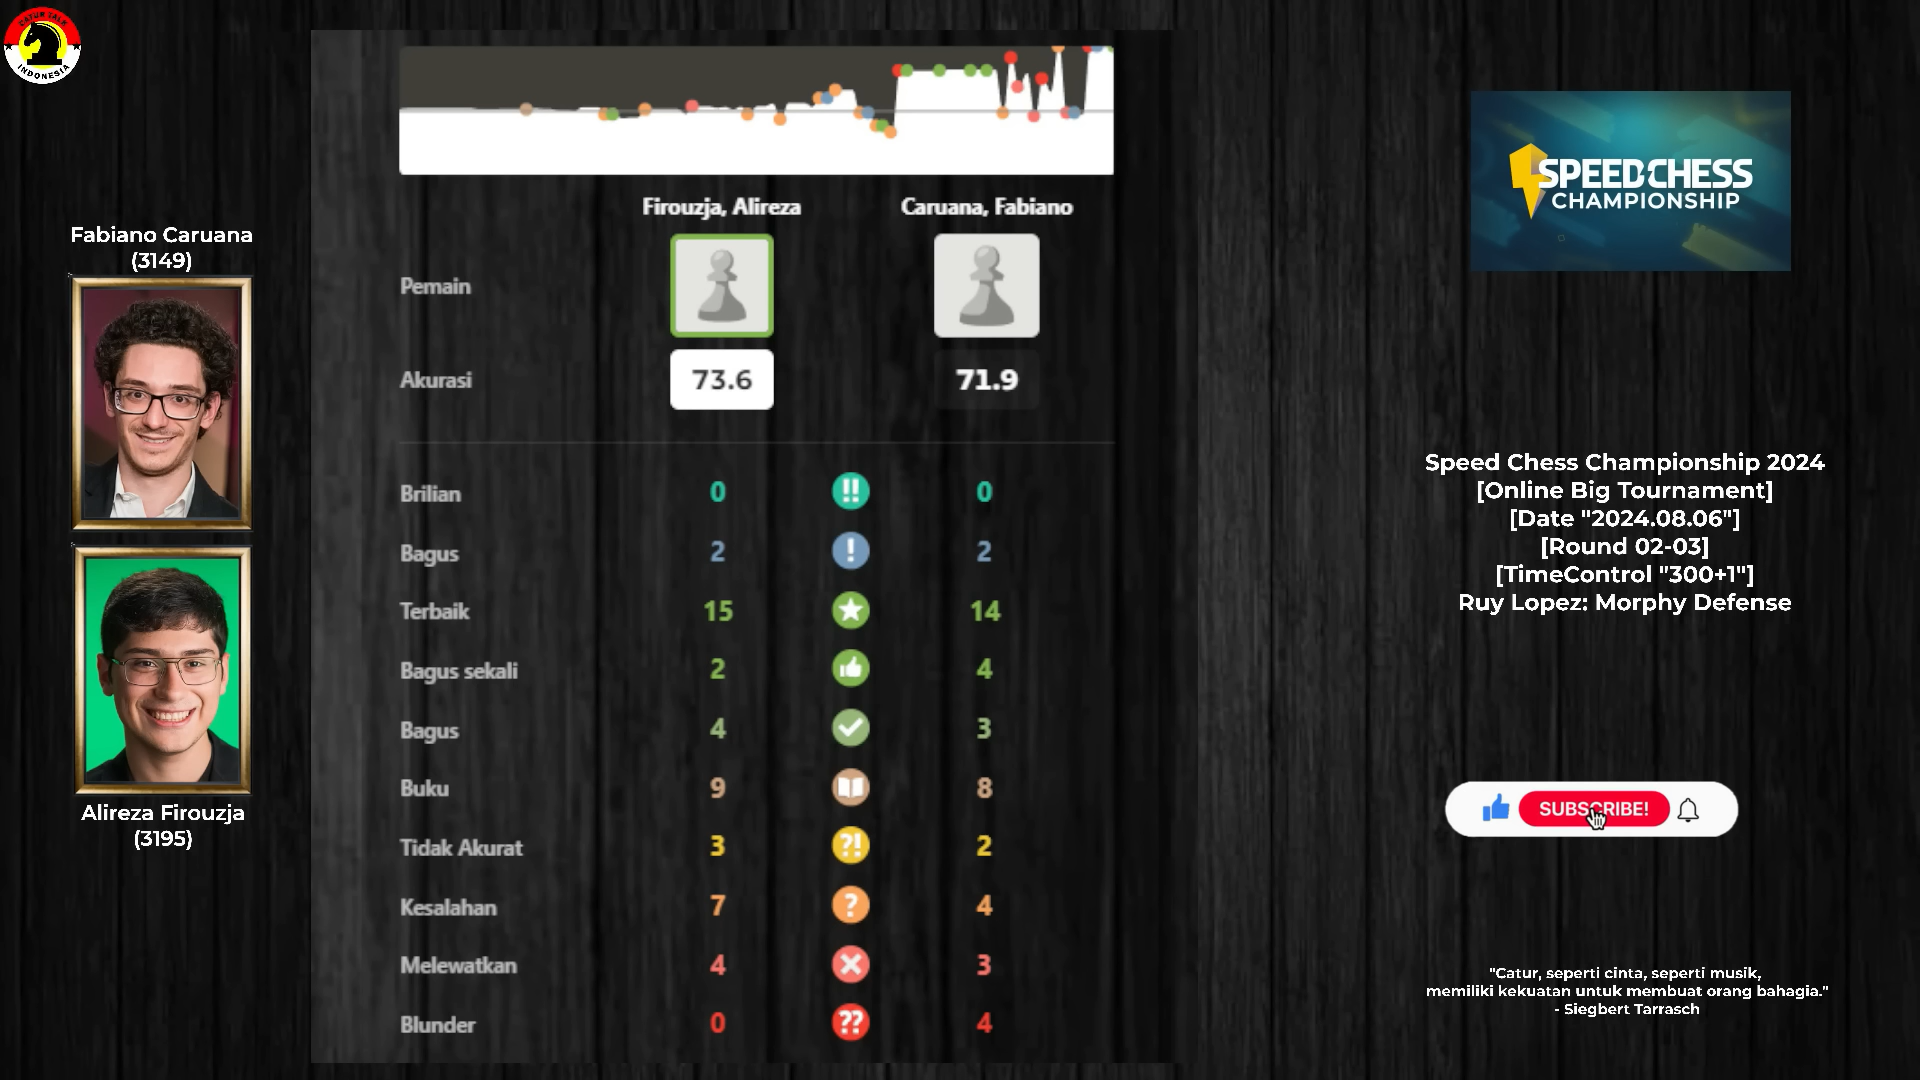 CATUR TALK
INDONESIA
Fabiano Caruana
(3149)
Alireza Firouzja
(3195)
Firouzja, Alireza
Caruana, Fabiano
Pemain
Akurasi 73.6 71.9
Brilian 0 !! 0
Bagus 2 ! 2
Terbaik 15 14
Bagus sekali 2 4
Bagus 4 3
Buku 9 8
Tidak Akurat 3 ?! 2
Kesalahan 7 ? 4
Melewatkan 4 3
Blunder 0 ?? 4
SPEED CHESS
CHAMPIONSHIP
Speed Chess Championship 2024
[Online Big Tournament]
[Date "2024.08.06"]
[Round 02-03]
[TimeControl "300+1"]
Ruy Lopez: Morphy Defense
SUBSCRIBE!
"Catur, seperti cinta, seperti musik,
memiliki kekuatan untuk membuat orang bahagia."
- Siegbert Tarrasch